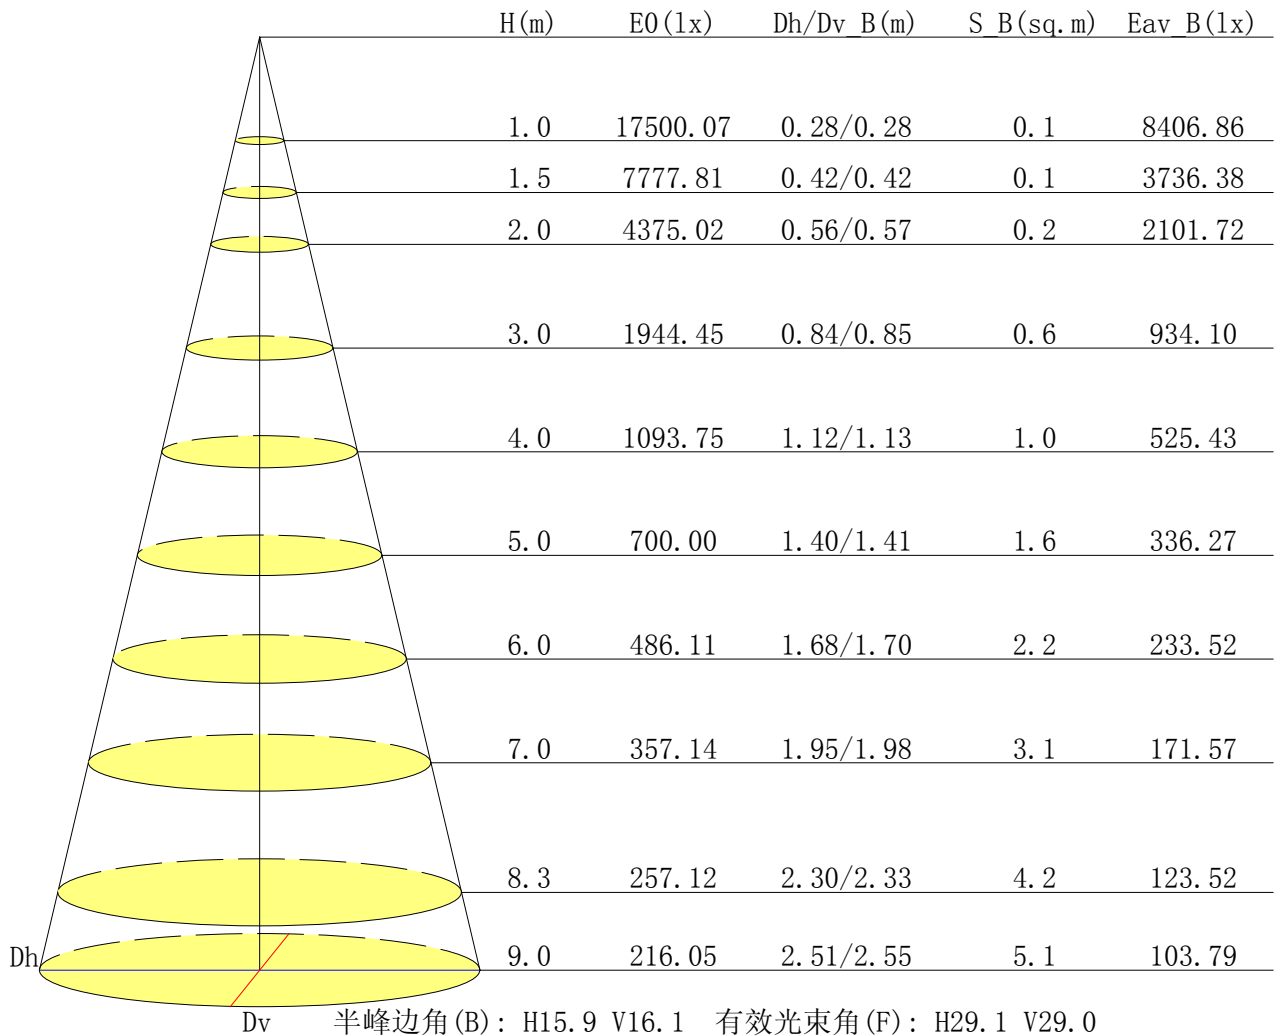 H(m) E0(lx) Dh/Dv_B(m) S_B(sq.m) Eav_B(lx)
1.0 17500.07 0.28/0.28 0.1 8406.86
1.5 7777.81 0.42/0.42 0.1 3736.38
2.0 4375.02 0.56/0.57 0.2 2101.72
3.0 1944.45 0.84/0.85 0.6 934.10
4.0 1093.75 1.12/1.13 1.0 525.43
5.0 700.00 1.40/1.41 1.6 336.27
6.0 486.11 1.68/1.70 2.2 233.52
7.0 357.14 1.95/1.98 3.1 171.57
8.3 257.12 2.30/2.33 4.2 123.52
Dh 9.0 216.05 2.51/2.55 5.1 103.79
Dv 半峰边角(B): H15.9 V16.1 有效光束角(F): H29.1 V29.0